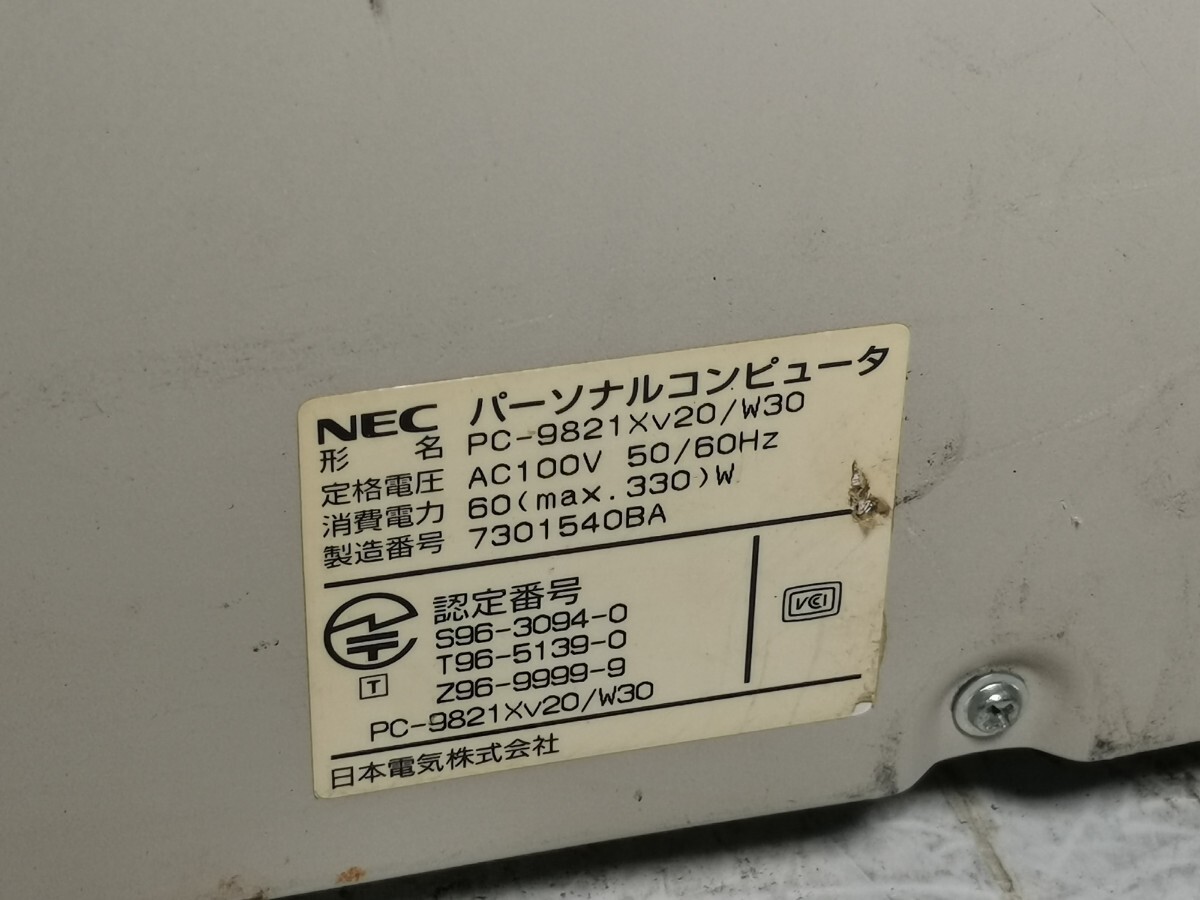 NEC パーソナルコンピュータ
形名 PC-9821Xv20/W30
定格電圧 AC100V 50/60Hz
消費電力 60(max.330)W
製造番号 7301540BA
認定番号
S96-3094-0
T96-5139-0
Z96-9999-9
T
PC-9821Xv20/W30
VCCI
日本電気株式会社